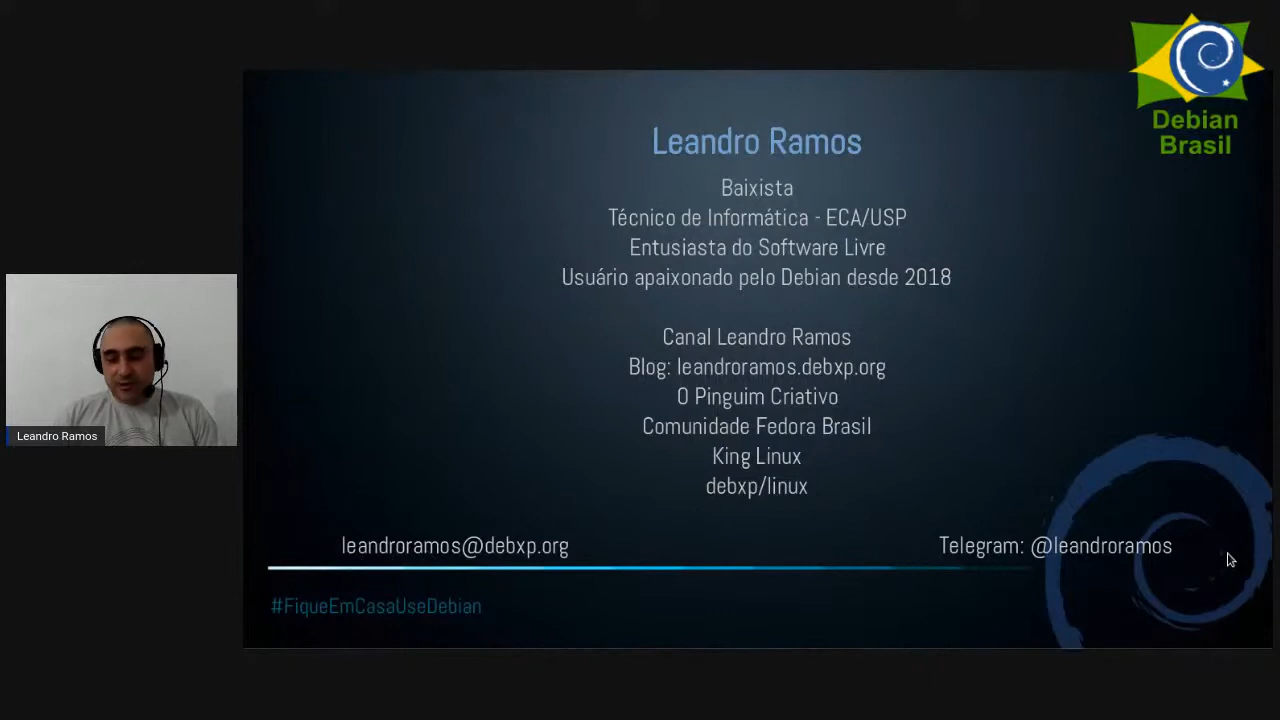 Debian
Brasil
Leandro Ramos
Baixista
Técnico de Informática - ECA/USP
Entusiasta do Software Livre
Usuário apaixonado pelo Debian desde 2018
Canal Leandro Ramos
Blog: leandroramos.debxp.org
O Pinguim Criativo
Comunidade Fedora Brasil
King Linux
debxp/linux
Leandro Ramos
leandroramos@debxp.org
Telegram: @leandroramos
#FiqueEmCasaUseDebian